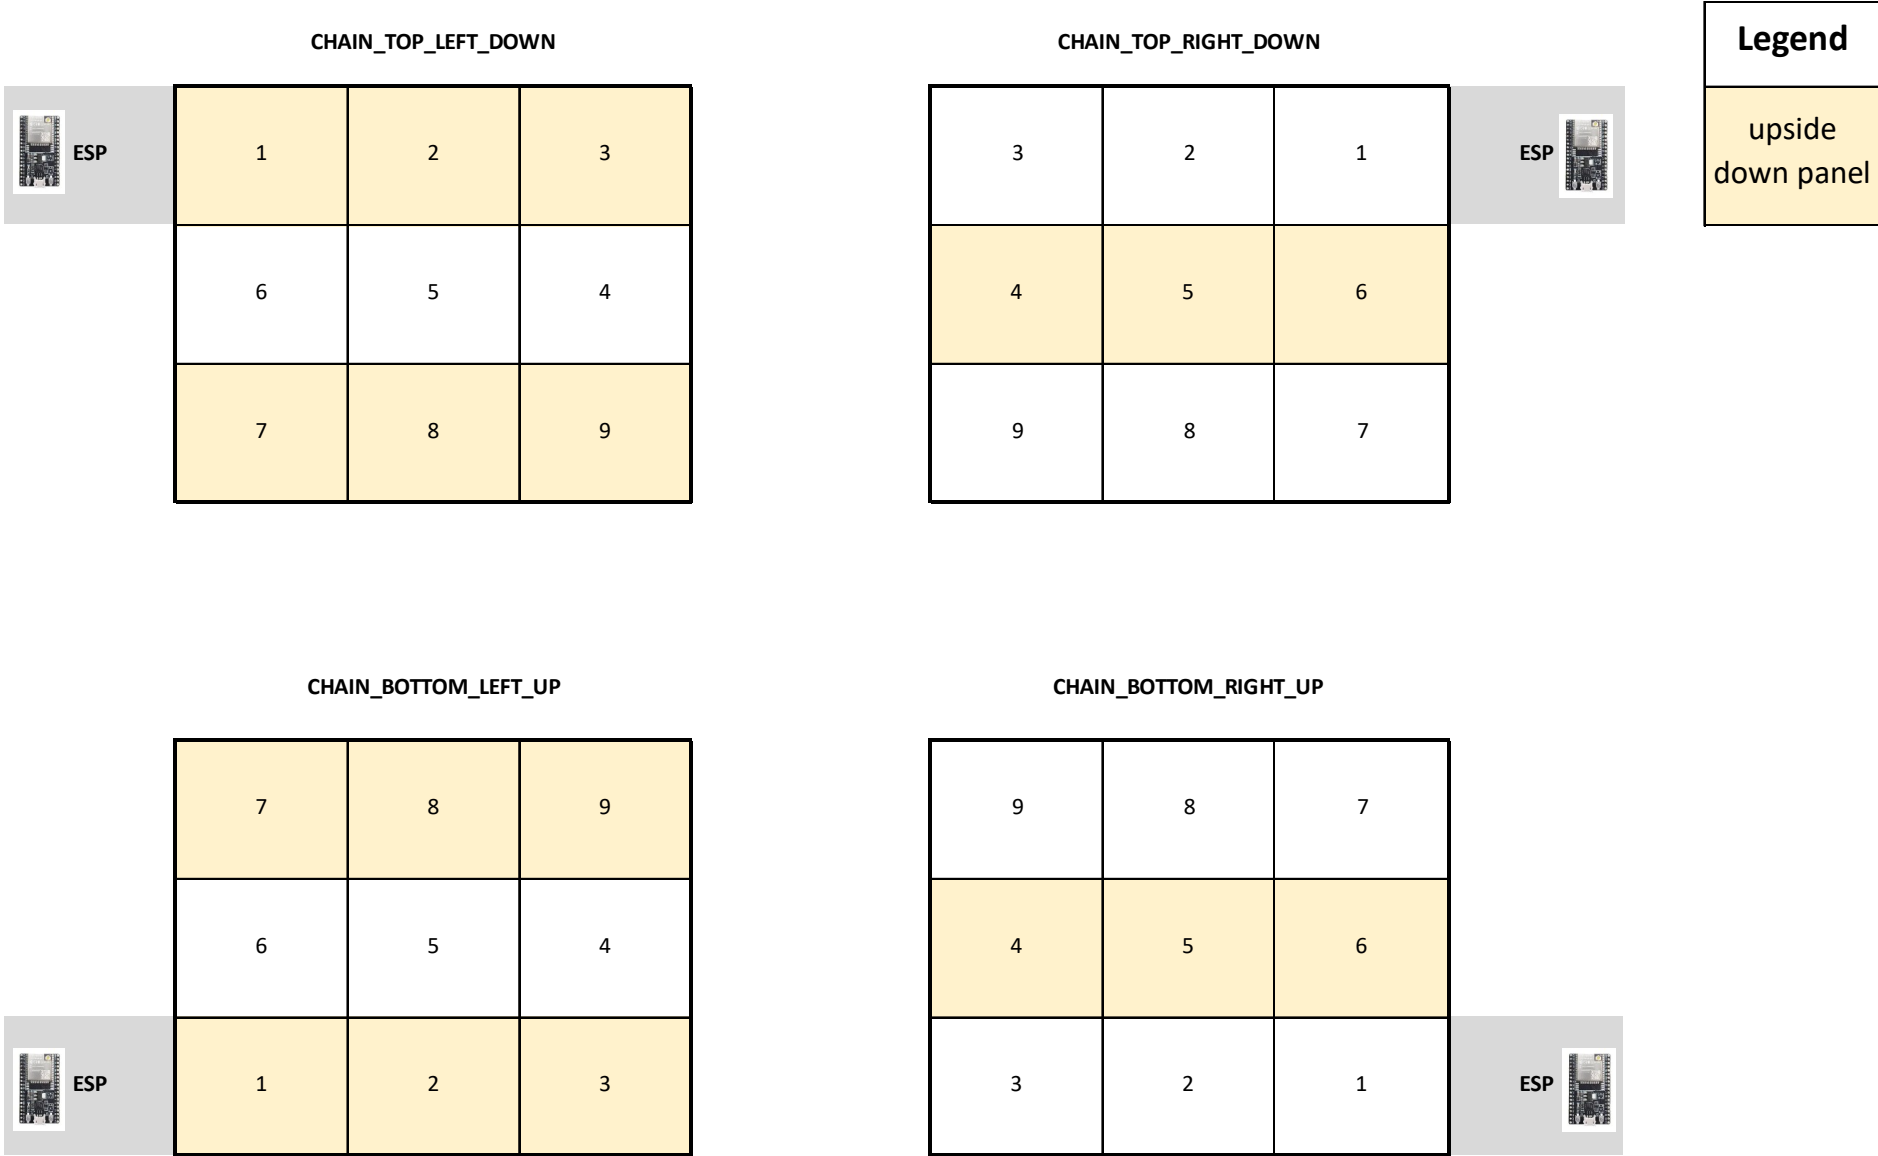 CHAIN_TOP_LEFT_DOWN
ESP 1 2 3
6 5 4
7 8 9
CHAIN_TOP_RIGHT_DOWN
3 2 1 ESP
4 5 6
9 8 7
Legend
upside
down panel
CHAIN_BOTTOM_LEFT_UP
7 8 9
6 5 4
ESP 1 2 3
CHAIN_BOTTOM_RIGHT_UP
9 8 7
4 5 6
3 2 1 ESP